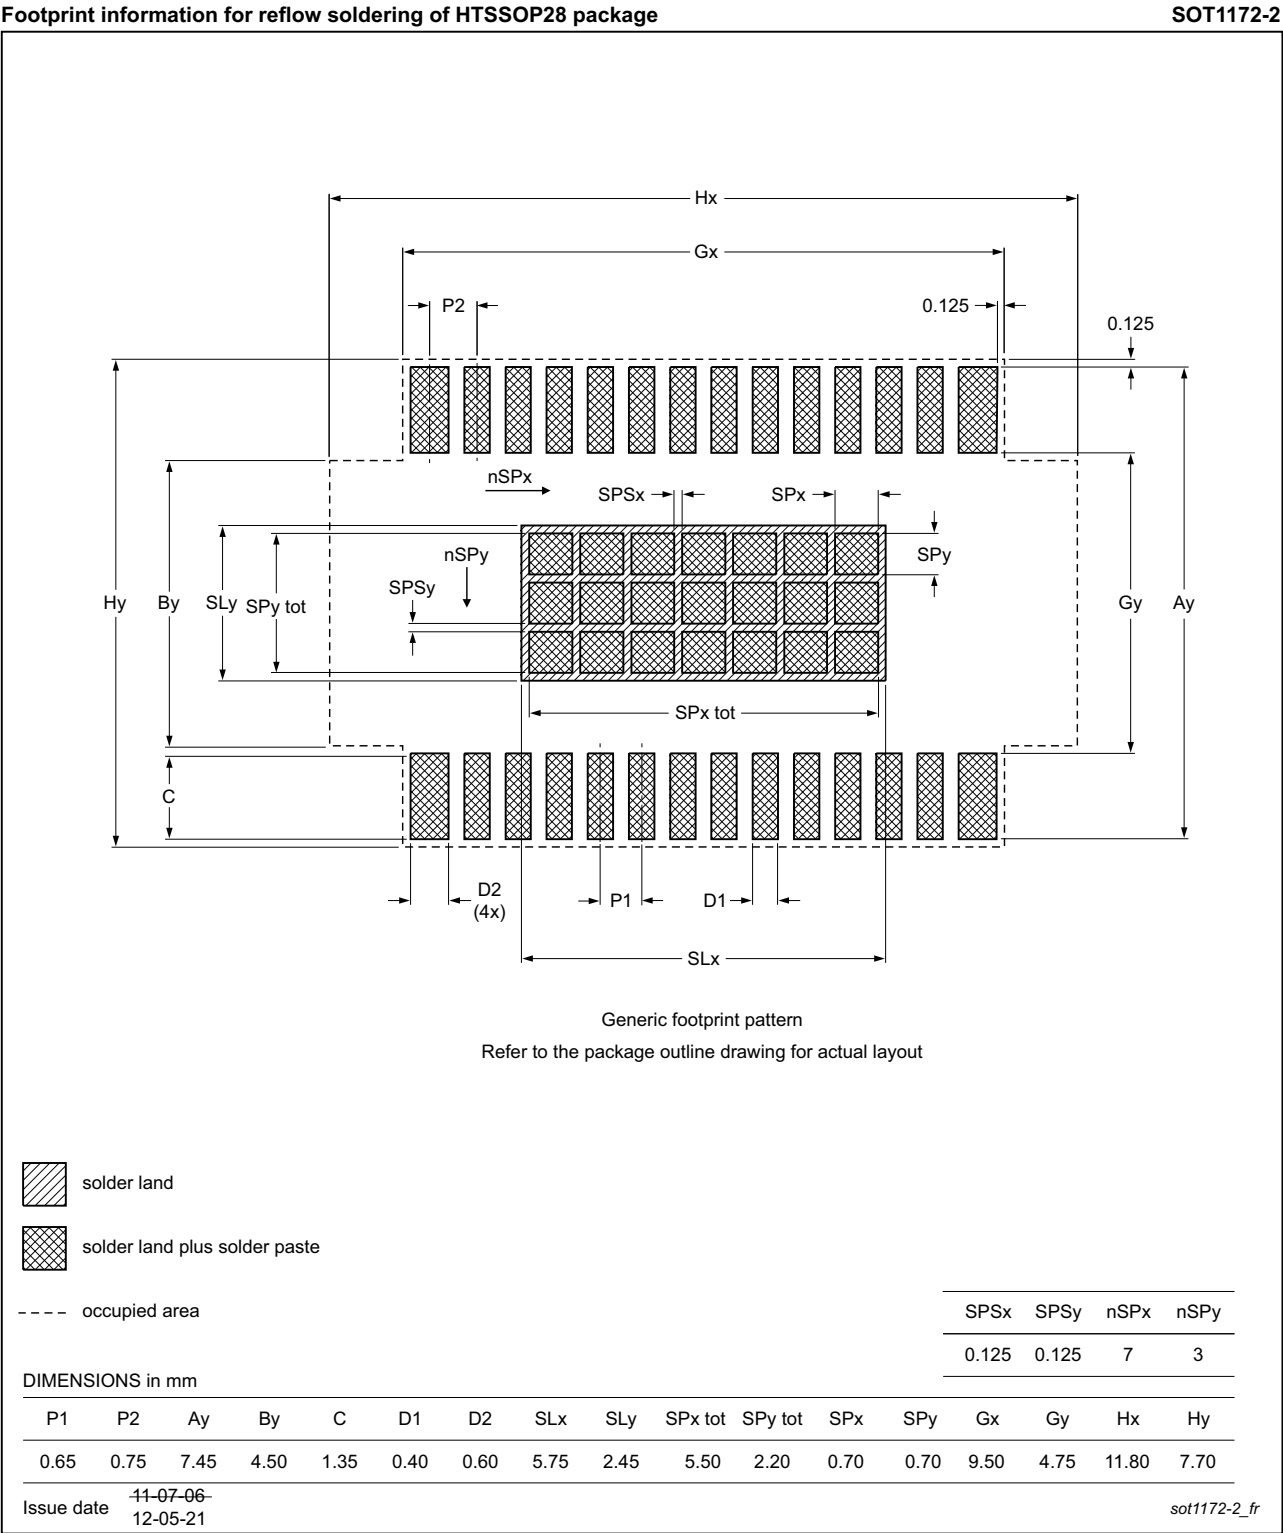 Footprint information for reflow soldering of HTSSOP28 package SOT1172-2
Hx
Gx
P2
0.125
0.125
nSPx
SPSx
SPx
nSPy
SPy
SPSy
Hy
By
SLy
SPy tot
Gy
Ay
SPx tot
C
D2
(4x)
P1
D1
SLx
Generic footprint pattern
Refer to the package outline drawing for actual layout
solder land
solder land plus solder paste
occupied area
SPSx SPSy nSPx nSPy
0.125 0.125 7 3
DIMENSIONS in mm
P1 P2 Ay By C D1 D2 SLx SLy SPx tot SPy tot SPx SPy Gx Gy Hx Hy
0.65 0.75 7.45 4.50 1.35 0.40 0.60 5.75 2.45 5.50 2.20 0.70 0.70 9.50 4.75 11.80 7.70
Issue date
11-07-06
12-05-21
sot1172-2_fr